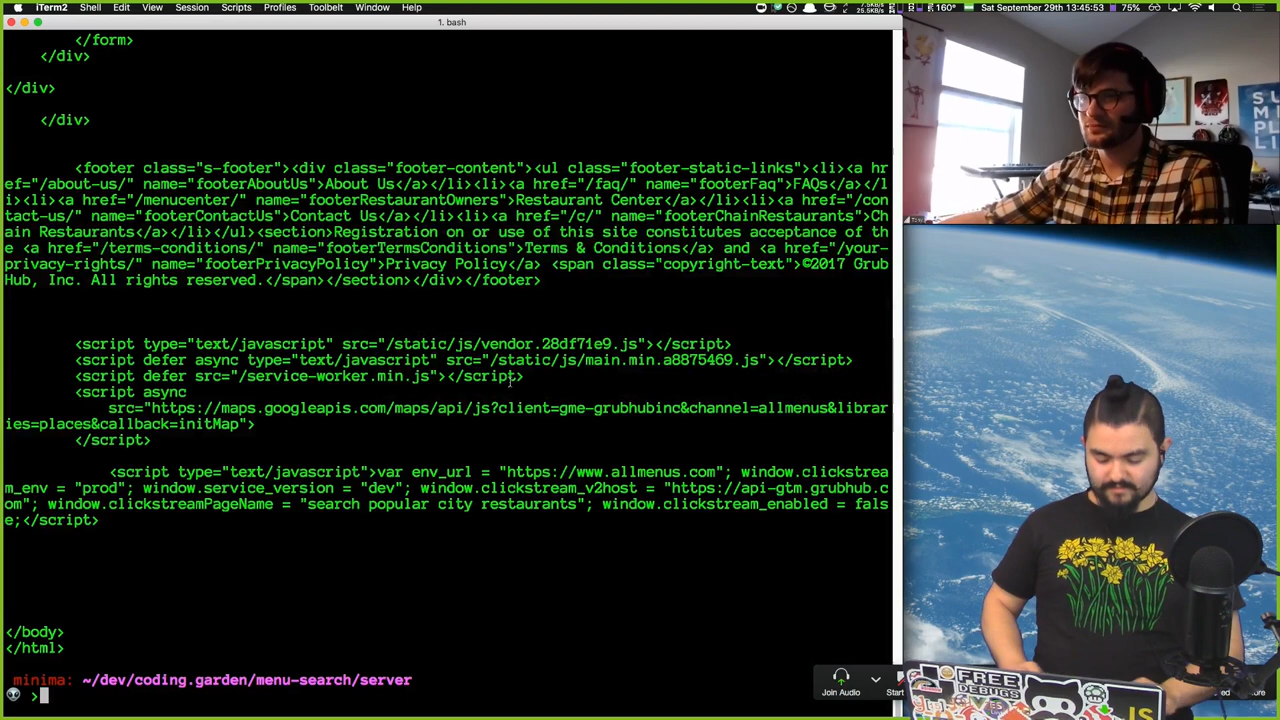 iTerm2 Shell Edit View Session Scripts Profiles Toolbelt Window Help
7.5KB/s
25.5KB/s
160° Sat September 29th 13:45:53 75%
1. bash
</form>
</div>
</div>
</div>
<footer class="s-footer"><div class="footer-content"><ul class="footer-static-links"><li><a hr
ef="/about-us/" name="footerAboutUs">About Us</a></li><li><a href="/faq/" name="footerFaq">FAQs</a></l
i><li><a href="/menucenter/" name="footerRestaurantOwners">Restaurant Center</a></li><li><a href="/con
tact-us/" name="footerContactUs">Contact Us</a></li><li><a href="/c/" name="footerChainRestaurants">Ch
ain Restaurants</a></li></ul><section>Registration on or use of this site constitutes acceptance of th
e <a href="/terms-conditions/" name="footerTermsConditions">Terms & Conditions</a> and <a href="/your-
privacy-rights/" name="footerPrivacyPolicy">Privacy Policy</a> <span class="copyright-text">©2017 Grub
Hub, Inc. All rights reserved.</span></section></div></footer>
<script type="text/javascript" src="/static/js/vendor.28df71e9.js"></script>
<script defer async type="text/javascript" src="/static/js/main.min.a8875469.js"></script>
<script defer src="/service-worker.min.js"></script>
<script async
src="https://maps.googleapis.com/maps/api/js?client=gme-grubhubinc&channel=allmenus&librar
ies=places&callback=initMap">
</script>
<script type="text/javascript">var env_url = "https://www.allmenus.com"; window.clickstrea
m_env = "prod"; window.service_version = "dev"; window.clickstream_v2host = "https://api-gtm.grubhub.c
om"; window.clickstreamPageName = "search popular city restaurants"; window.clickstream_enabled = fals
e;</script>
</body>
</html>
minima: ~/dev/coding.garden/menu-search/server
>
Join Audio
Start
FREE
DEBUGS
JS